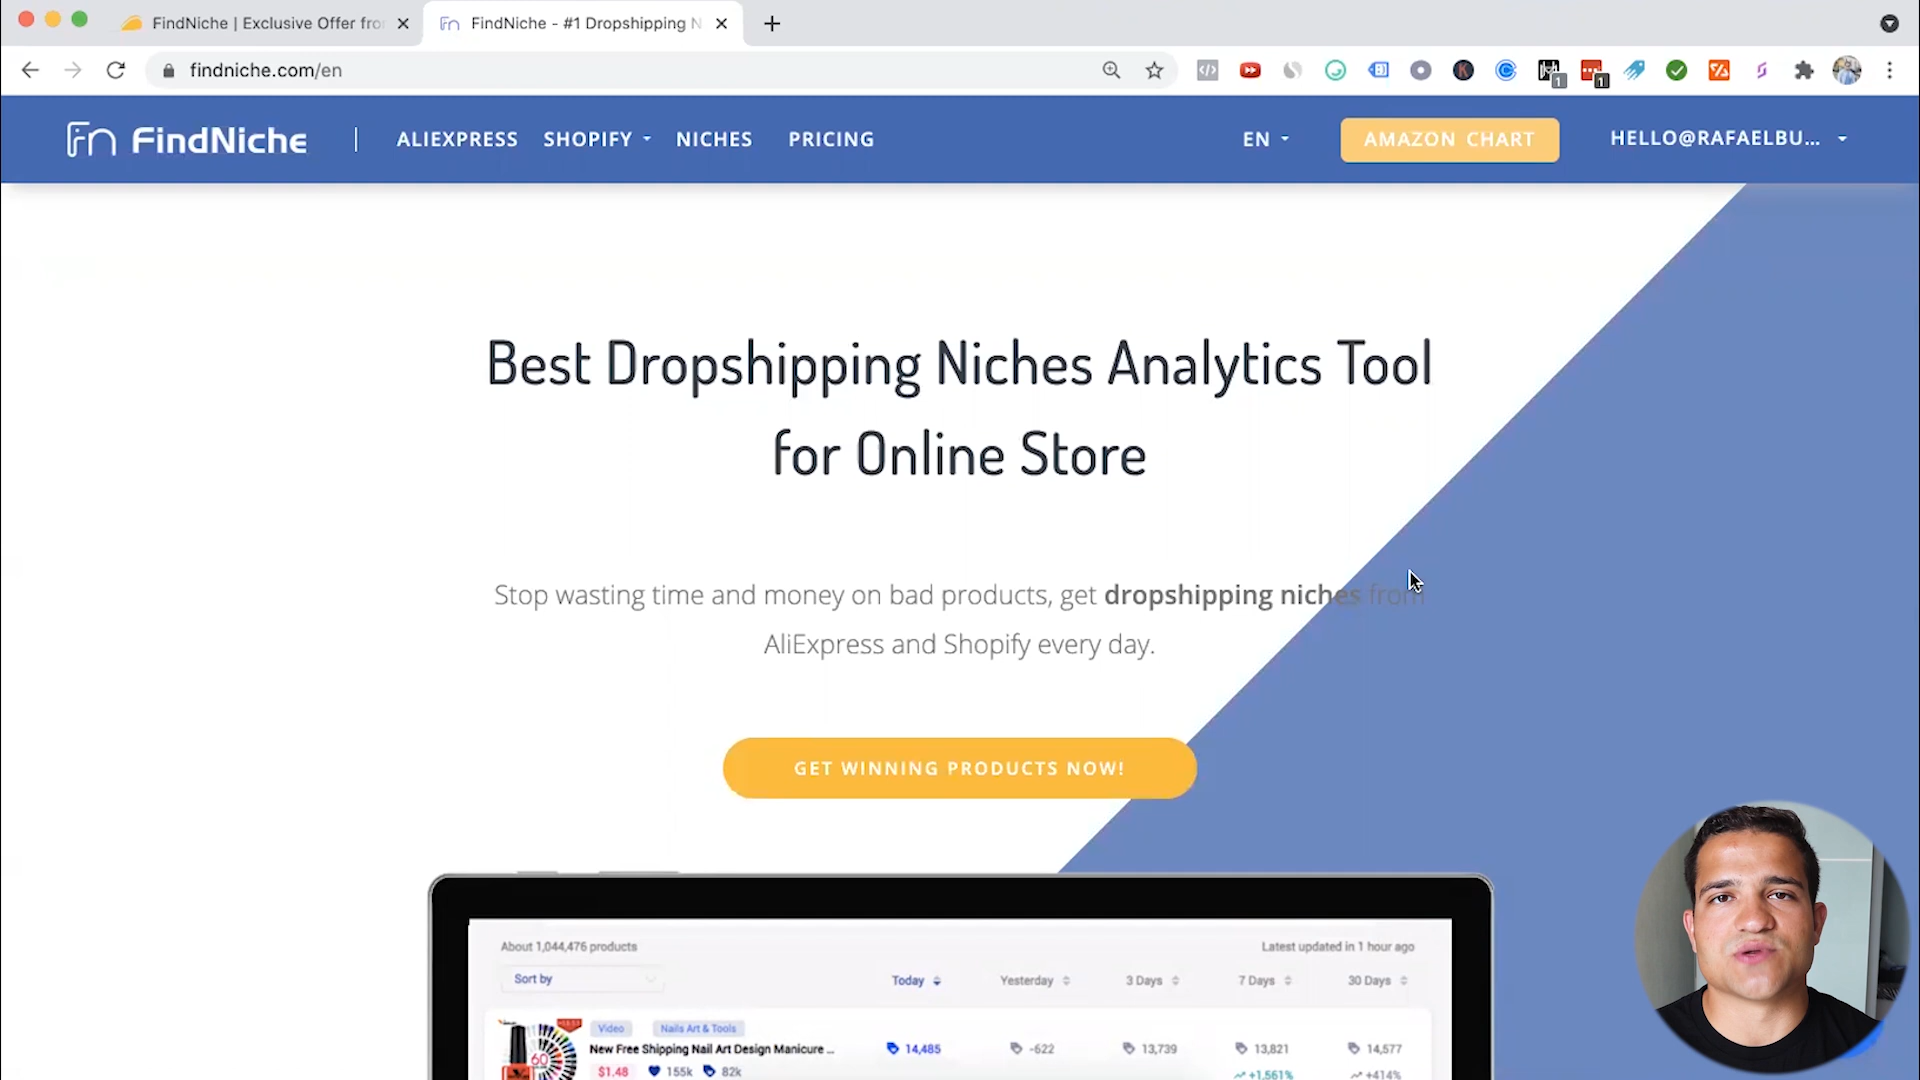 FindNiche | Exclusive Offer fro
FindNiche - #1 Dropshipping N
findniche.com/en
FindNiche
ALIEXPRESS SHOPIFY NICHES PRICING
EN
AMAZON CHART
HELLO@RAFAELBU...
Best Dropshipping Niches Analytics Tool
for Online Store
Stop wasting time and money on bad products, get dropshipping niches from
AliExpress and Shopify every day.
GET WINNING PRODUCTS NOW!
About 1,044,476 products
Latest updated in 1 hour ago
Sort by
Today Yesterday 3 Days 7 Days 30 Days
Video Nails Art & Tools
New Free Shipping Nail Art Design Manicure ...
14,485 -622 13,739 13,821 14,577
$1.48 155k 82k
+1,561% +414%
60
1
1